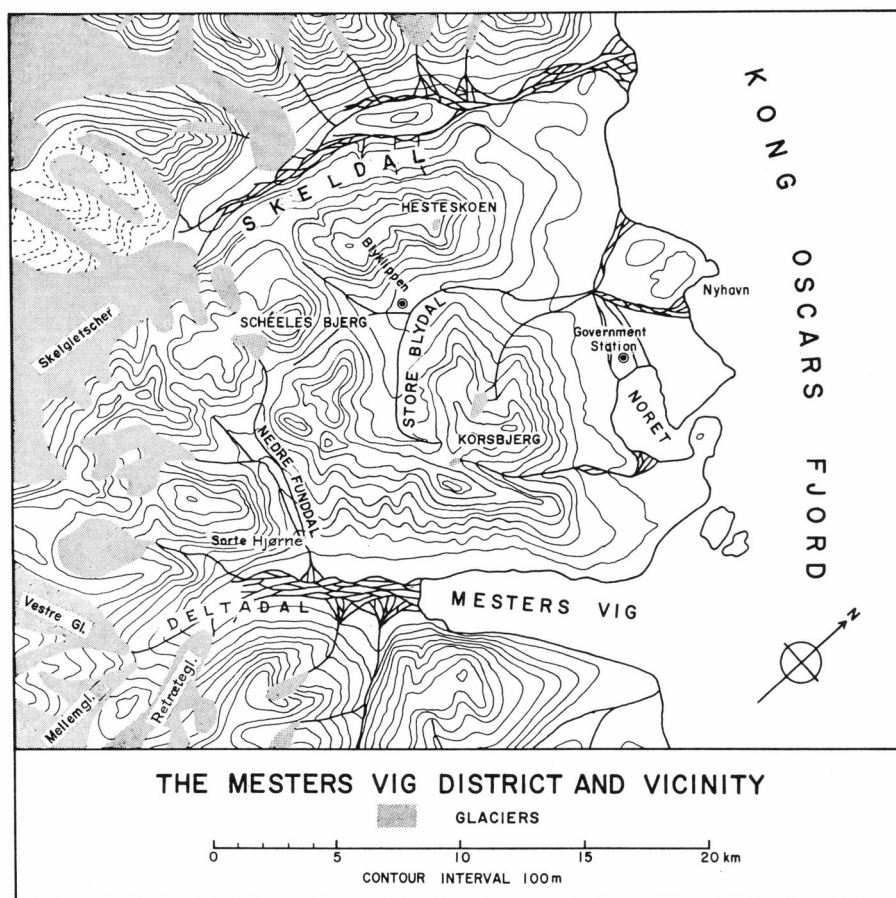 KONG OSCARS FJORD
SKELDAL
HESTESKOEN
Blyklippen
Nyhavn
SCHEELES BJERG
STORE BLYDAL
Government
Station
Skelgletscher
NORET
KORSBJERG
NEDRE FUNDDAL
Sorte Hjørne
MESTERS VIG
DELTADAL
Vestre Gl.
Mellemgl.
Retrætegl.
N
THE MESTERS VIG DISTRICT AND VICINITY
GLACIERS
0 5 10 15 20 km
CONTOUR INTERVAL 100m